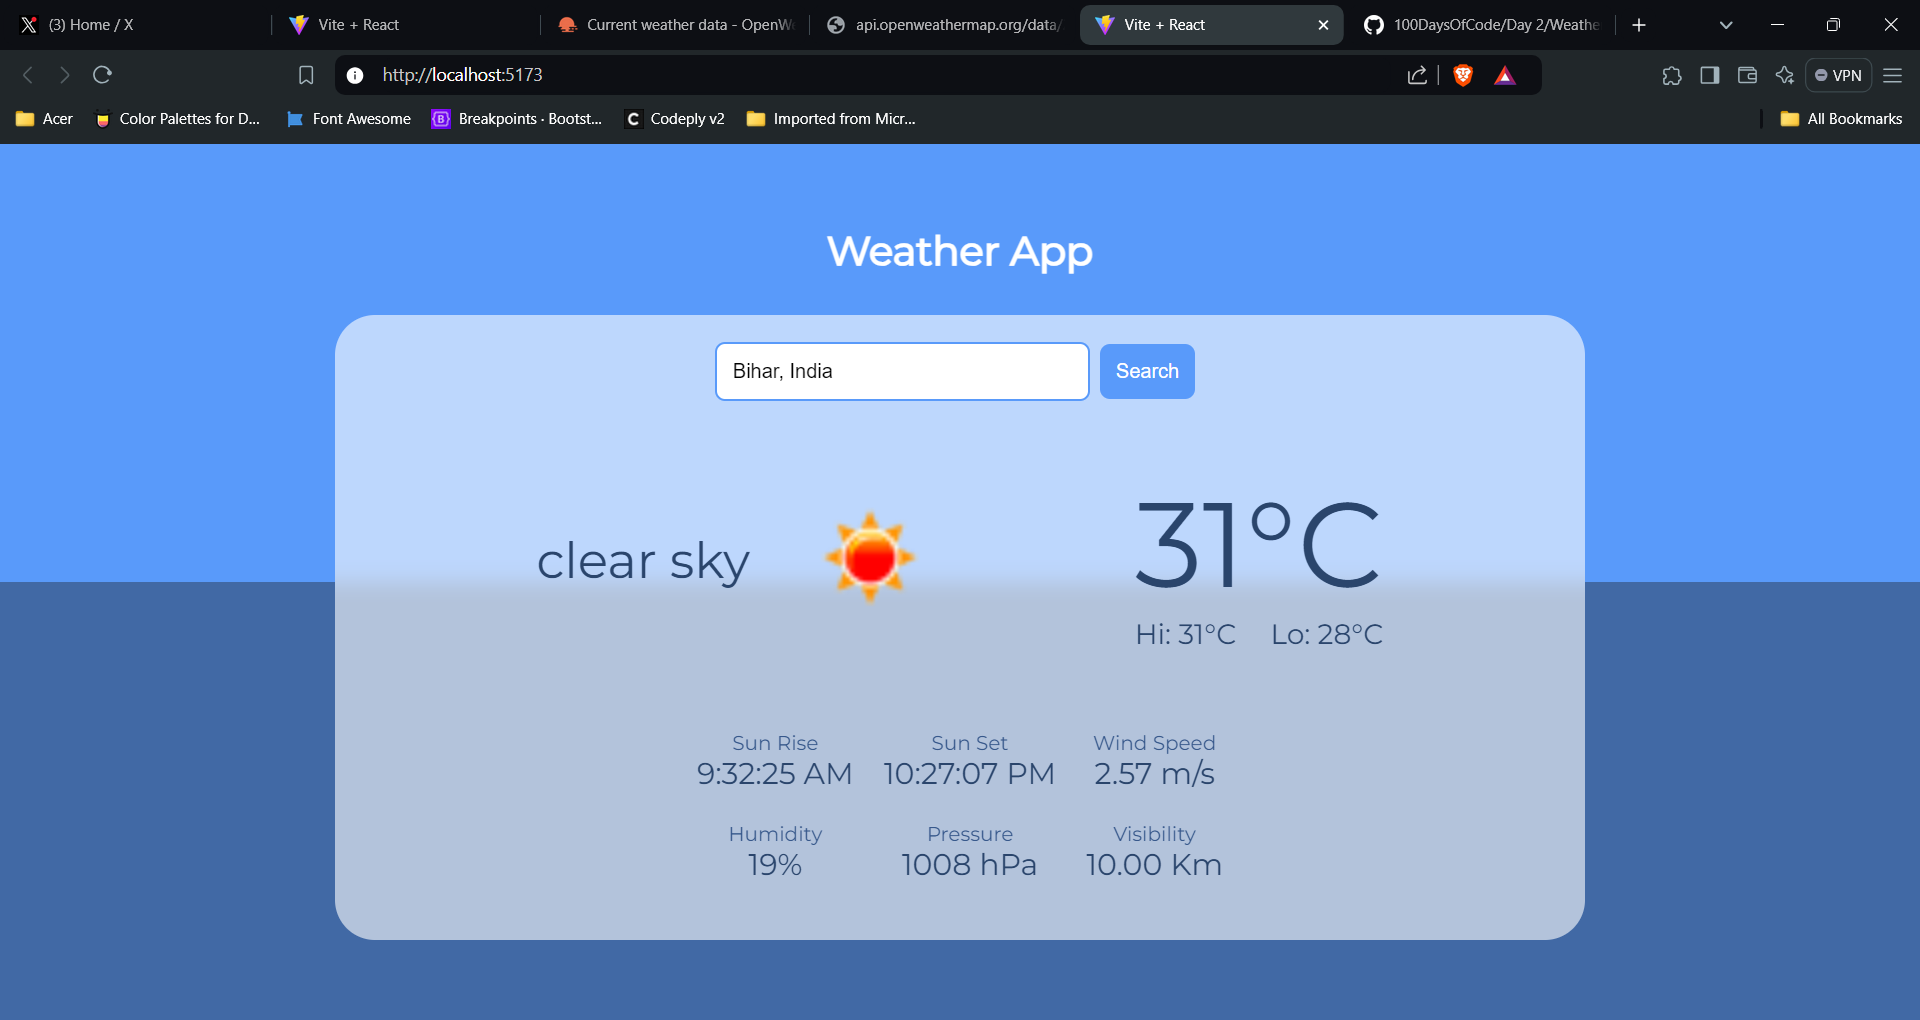 (3) Home / X
Vite + React
Current weather data - OpenW
api.openweathermap.org/data/
Vite + React
100DaysOfCode/Day 2/Weathe
http://localhost:5173
VPN
Acer
Color Palettes for D...
Font Awesome
Breakpoints · Bootst...
Codeply v2
Imported from Micr...
All Bookmarks
Weather App
Bihar, India
Search
clear sky
31°C
Hi: 31°C Lo: 28°C
Sun Rise Sun Set Wind Speed
9:32:25 AM 10:27:07 PM 2.57 m/s
Humidity Pressure Visibility
19% 1008 hPa 10.00 Km